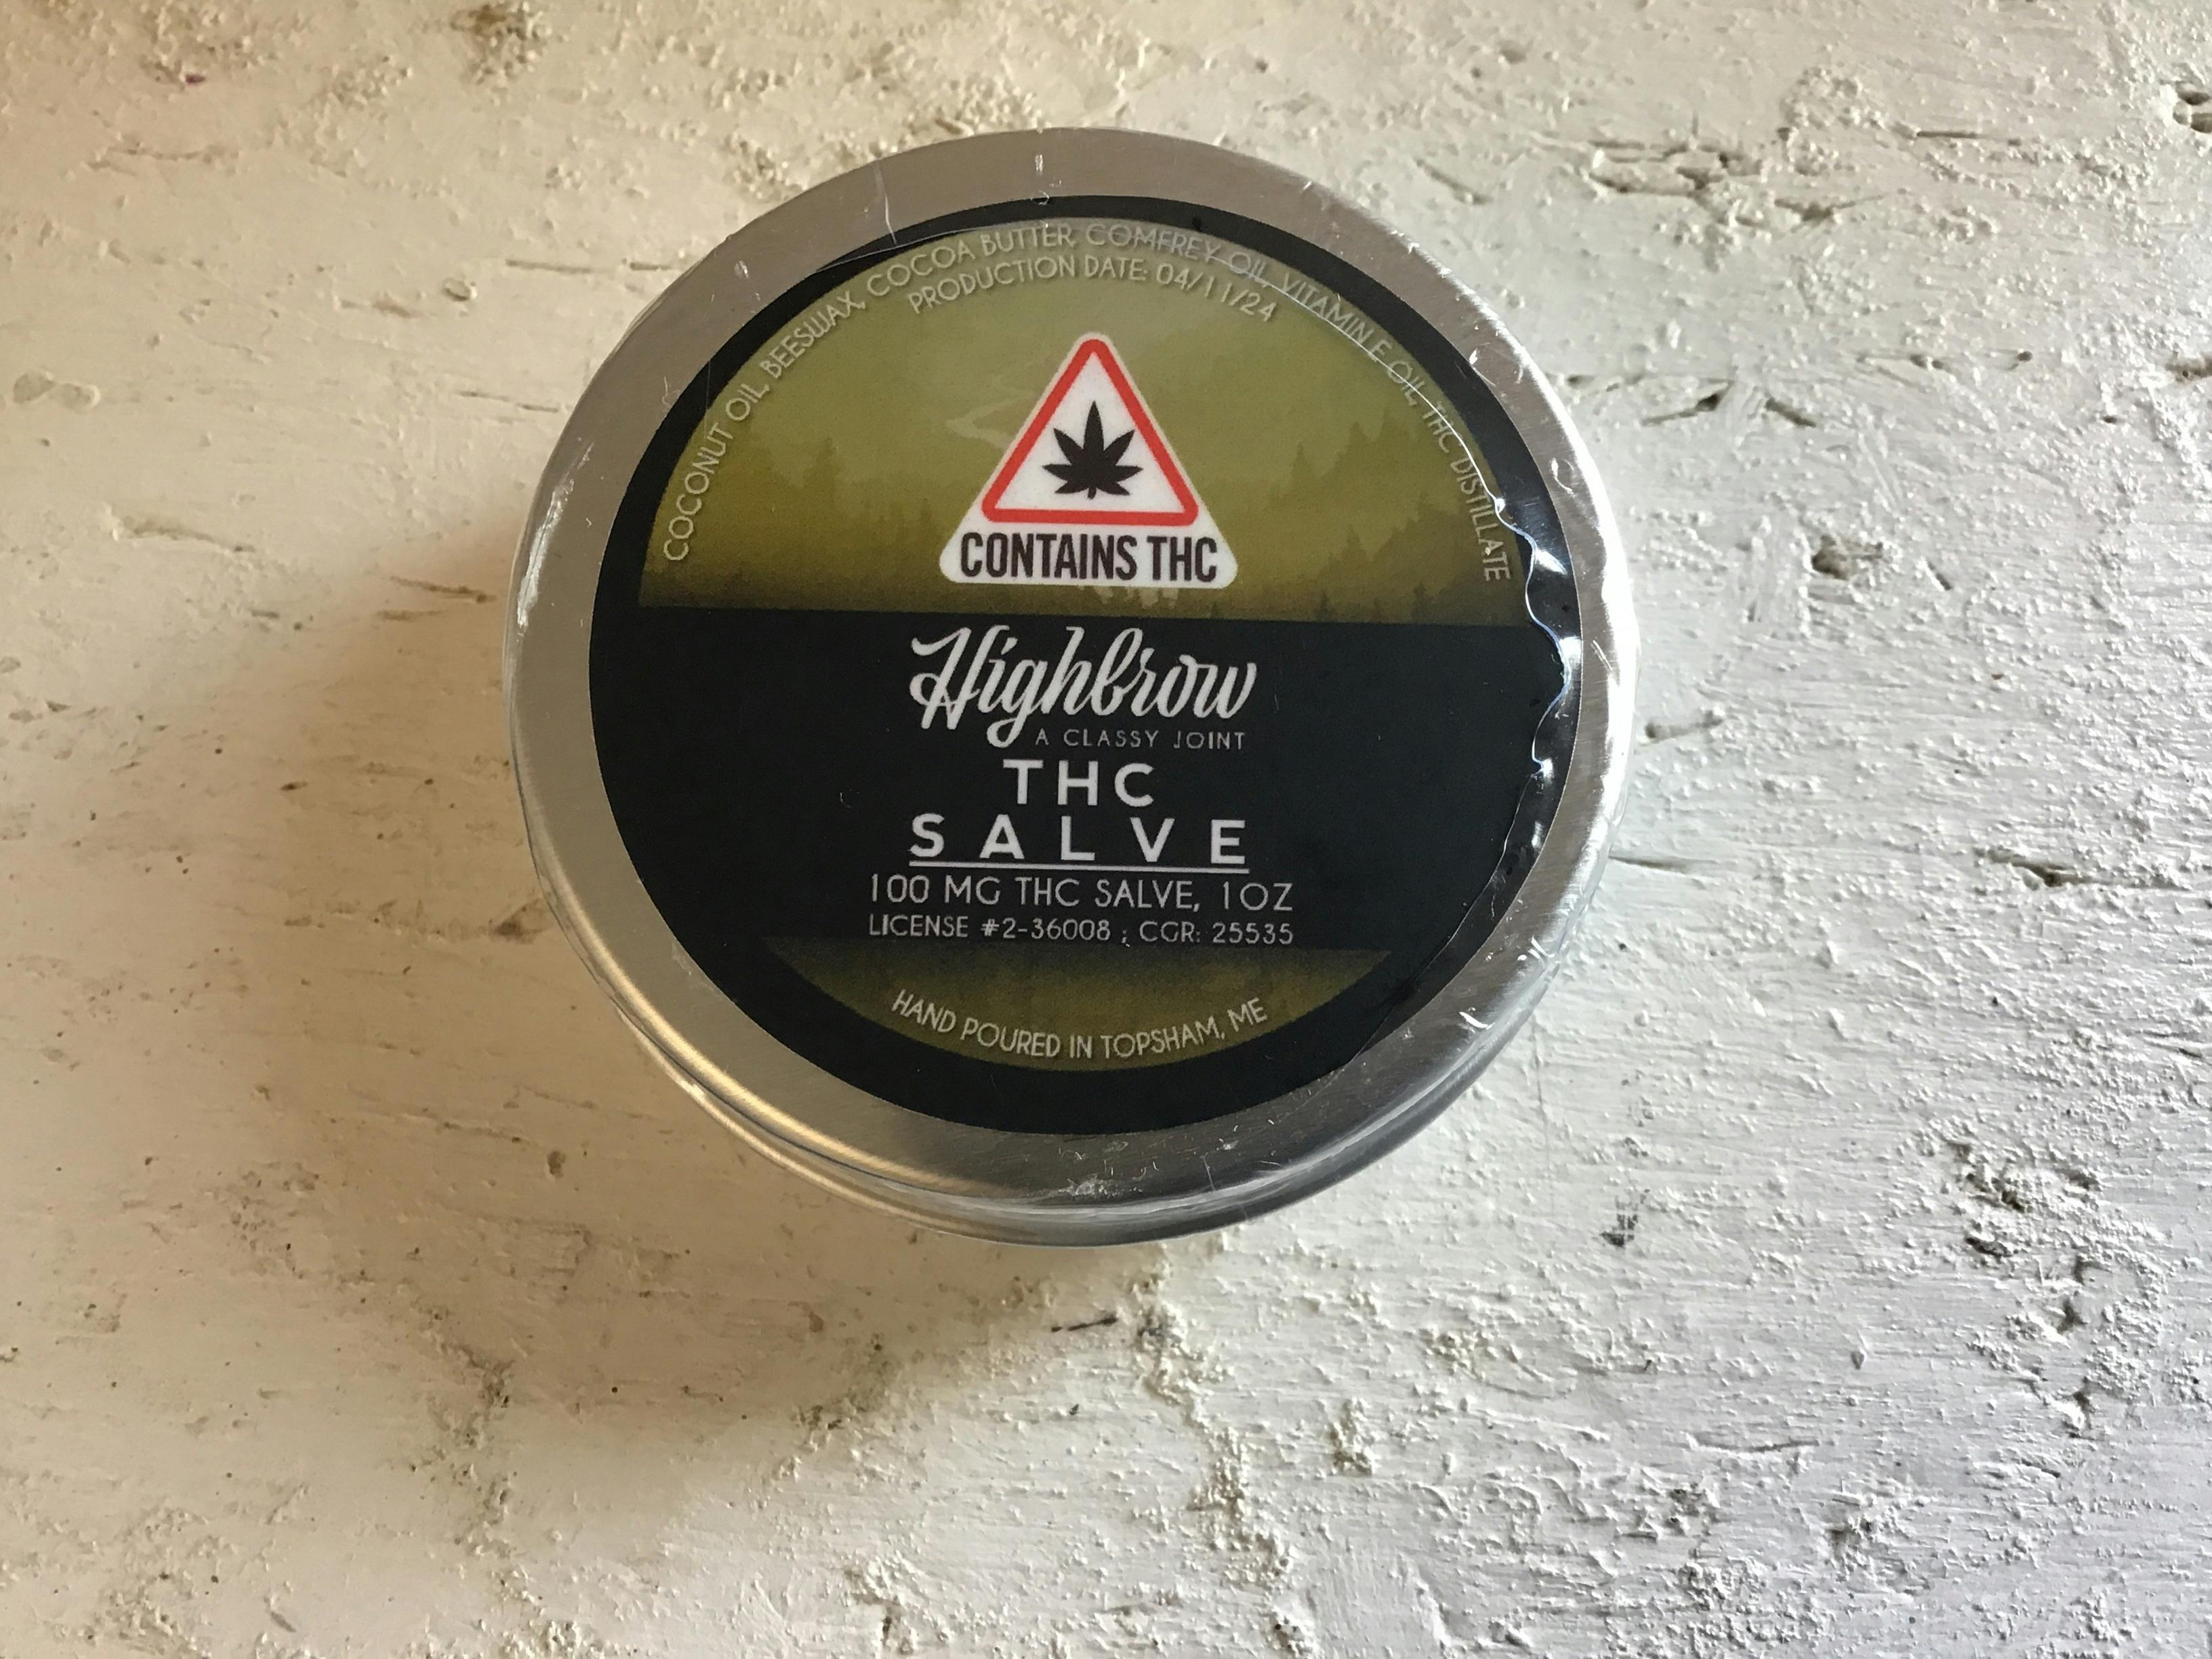 COCONUT OIL, BEESWAX, COCOA BUTTER, COMFREY OIL, VITAMIN E OIL, THC DISTILLATE
PRODUCTION DATE: 04/11/24
CONTAINS THC
Highbrow
A CLASSY JOINT
THC
SALVE
100 MG THC SALVE, 1OZ
LICENSE #2-36008 ; CGR: 25535
HAND POURED IN TOPSHAM, ME